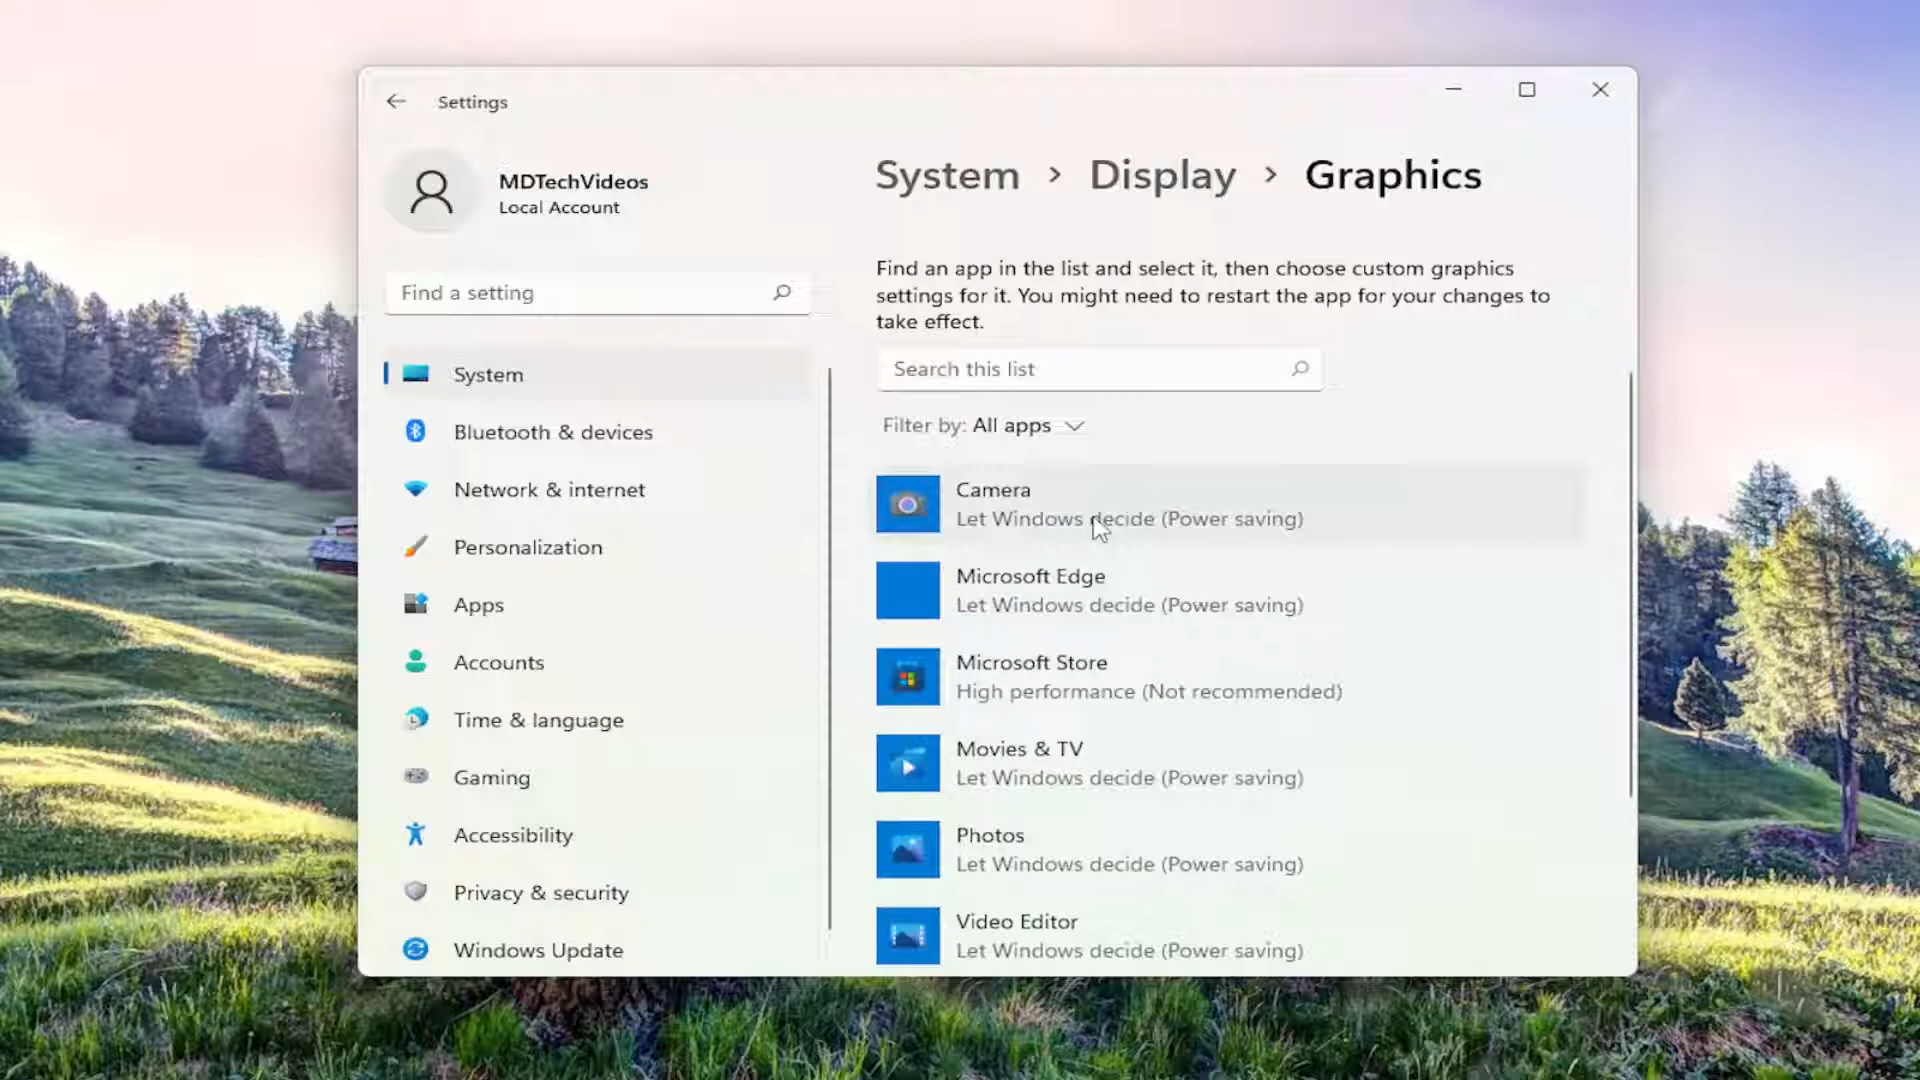 Settings
MDTechVideos
Local Account
Find a setting
System
Bluetooth & devices
Network & internet
Personalization
Apps
Accounts
Time & language
Gaming
Accessibility
Privacy & security
Windows Update
System > Display > Graphics
Find an app in the list and select it, then choose custom graphics
settings for it. You might need to restart the app for your changes to
take effect.
Search this list
Filter by: All apps
Camera
Let Windows decide (Power saving)
Microsoft Edge
Let Windows decide (Power saving)
Microsoft Store
High performance (Not recommended)
Movies & TV
Let Windows decide (Power saving)
Photos
Let Windows decide (Power saving)
Video Editor
Let Windows decide (Power saving)